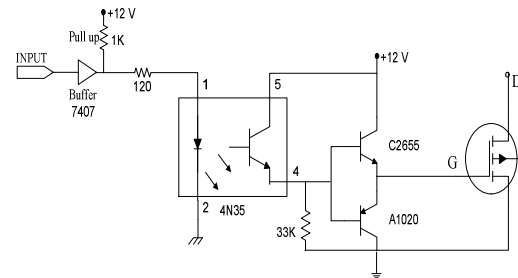 +12 V
Pull up
1K
INPUT
Buffer
7407
120
1
5
+12 V
D
C2655
4
G
2
4N35
33K
A1020